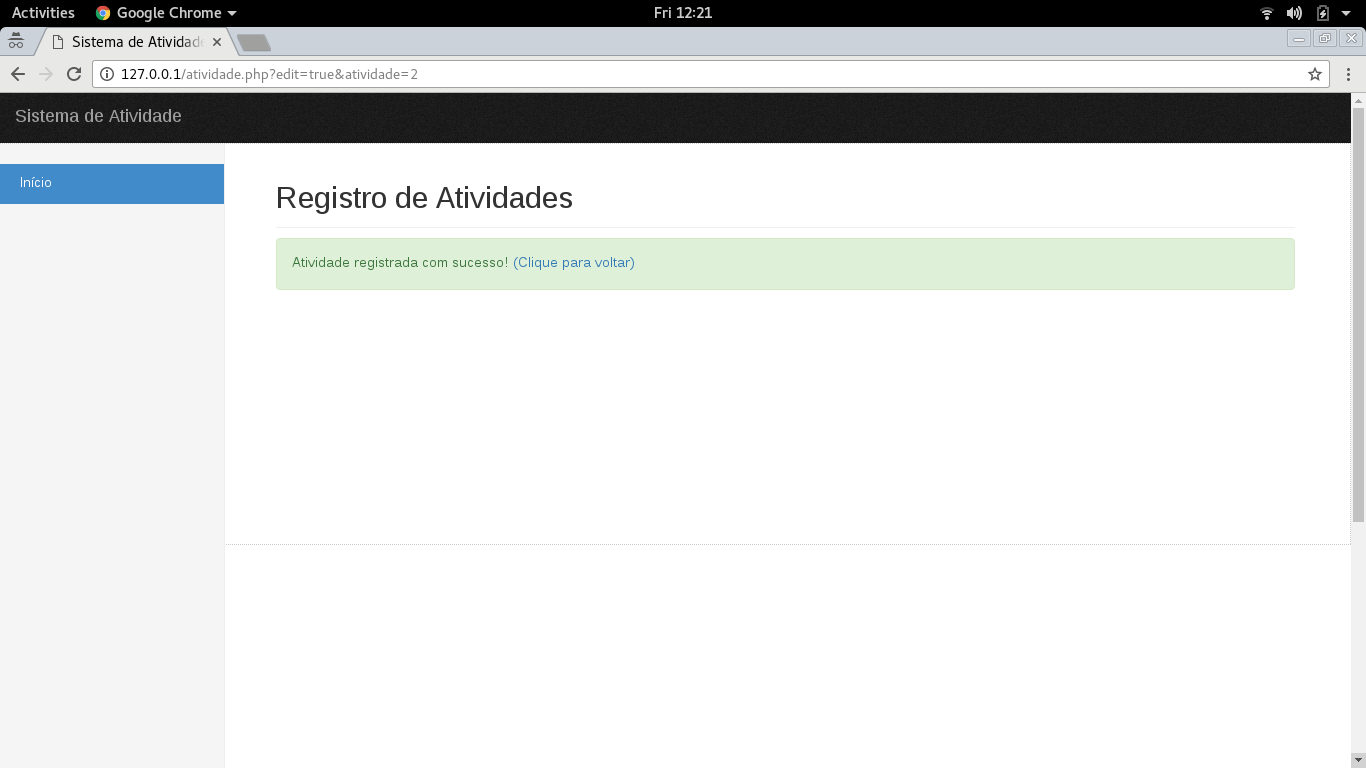 Activities Google Chrome Fri 12:21
Sistema de Atividade
127.0.0.1/atividade.php?edit=true&atividade=2
Sistema de Atividade
Início
Registro de Atividades
Atividade registrada com sucesso! (Clique para voltar)